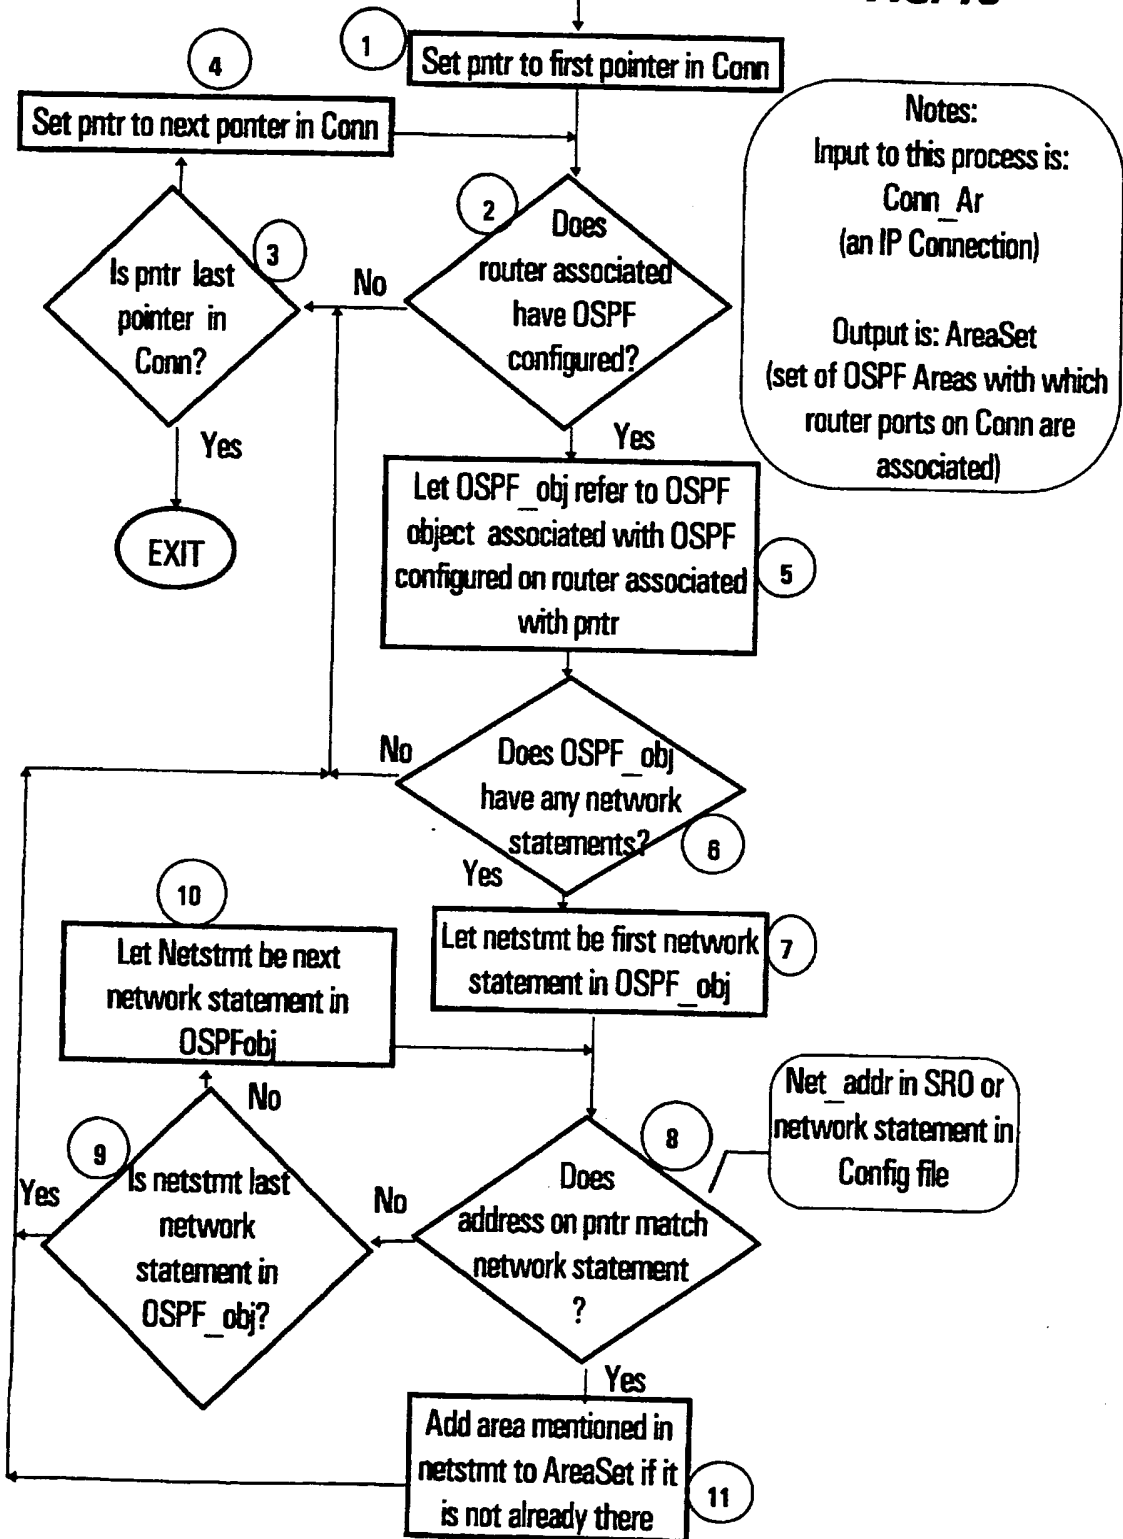 1
Set pntr to first pointer in Conn
4
Set pntr to next ponter in Conn
Notes:
Input to this process is:
Conn_Ar
(an IP Connection)
Output is: AreaSet
(set of OSPF Areas with which
router ports on Conn are
associated)
2
Does
router associated
have OSPF
configured?
No
Yes
3
Is pntr last
pointer in
Conn?
Yes
EXIT
Let OSPF_obj refer to OSPF
object associated with OSPF
configured on router associated
with pntr
5
Does OSPF_obj
have any network
statements?
6
No
Yes
10
Let Netstmt be next
network statement in
OSPFobj
Let netstmt be first network
statement in OSPF_obj
7
No
9
Is netstmt last
network
statement in
OSPF_obj?
Yes
8
Does
address on pntr match
network statement
?
No
Net_addr in SRO or
network statement in
Config file
Yes
Add area mentioned in
netstmt to AreaSet if it
is not already there
11